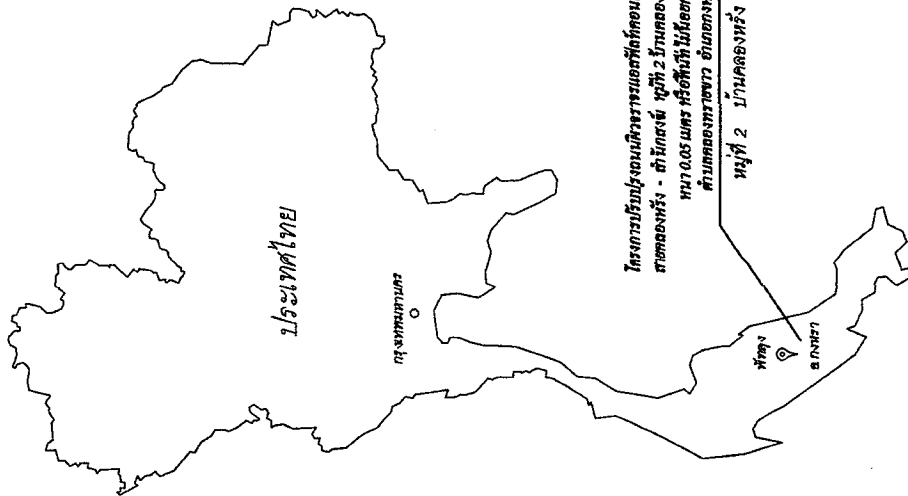 ประเทศไทย
กรุงเทพมหานคร
พัทลุง
อ.กงหรา
โครงการปรับปรุงถนนผิวจราจรแอสฟัลท์คอน
สายคลองหรัง - สำนักสงฆ์ หมู่ที่ 2 บ้านคลอง
หนา 0.05 เมตร หรือพื้นที่ไม่น้อยก
ตำบลคลองทรายขาว อำเภอกงห
หมู่ที่ 2 บ้านคลองหรัง